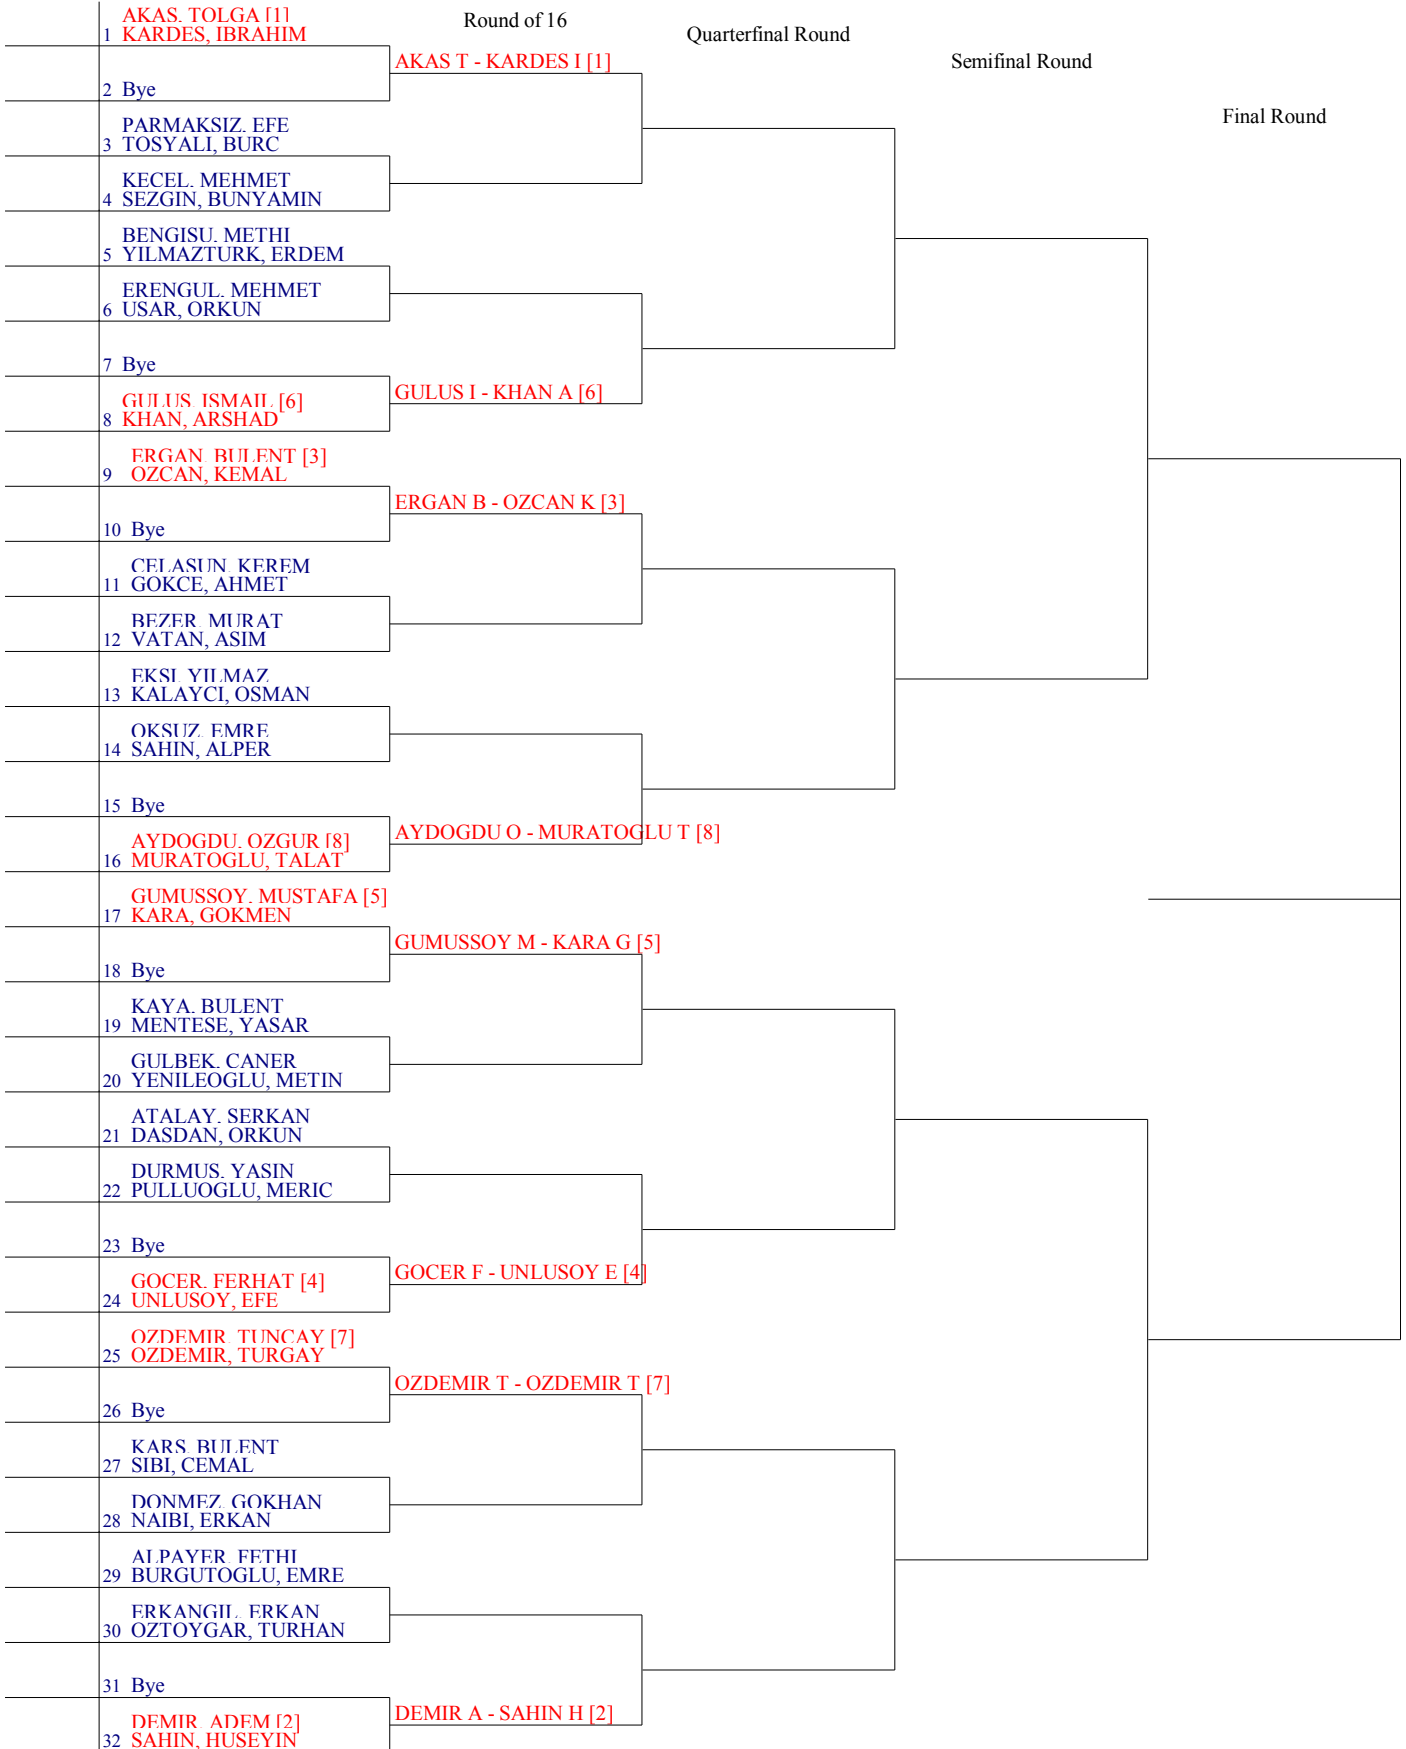 AKAS, TOLGA [1]
1 KARDES, IBRAHIM
Round of 16
Quarterfinal Round
Semifinal Round
Final Round
AKAS T - KARDES I [1]
2 Bye
PARMAKSIZ, EFE
3 TOSYALI, BURC
KECEL, MEHMET
4 SEZGIN, BUNYAMIN
BENGISU, METHI
5 YILMAZTURK, ERDEM
ERENGUL, MEHMET
6 USAR, ORKUN
7 Bye
GULUS, ISMAIL [6]
8 KHAN, ARSHAD
GULUS I - KHAN A [6]
ERGAN, BULENT [3]
9 OZCAN, KEMAL
ERGAN B - OZCAN K [3]
10 Bye
CELASUN, KEREM
11 GOKCE, AHMET
BEZER, MURAT
12 VATAN, ASIM
EKSI, YILMAZ
13 KALAYCI, OSMAN
OKSUZ, EMRE
14 SAHIN, ALPER
15 Bye
AYDOGDU, OZGUR [8]
16 MURATOGLU, TALAT
AYDOGDU O - MURATOGLU T [8]
GUMUSSOY, MUSTAFA [5]
17 KARA, GOKMEN
GUMUSSOY M - KARA G [5]
18 Bye
KAYA, BULENT
19 MENTESE, YASAR
GULBEK, CANER
20 YENILEOGLU, METIN
ATALAY, SERKAN
21 DASDAN, ORKUN
DURMUS, YASIN
22 PULLUOGLU, MERIC
23 Bye
GOCER, FERHAT [4]
24 UNLUSOY, EFE
GOCER F - UNLUSOY E [4]
OZDEMIR, TUNCAY [7]
25 OZDEMIR, TURGAY
OZDEMIR T - OZDEMIR T [7]
26 Bye
KARS, BULENT
27 SIBI, CEMAL
DONMEZ, GOKHAN
28 NAIBI, ERKAN
ALPAYER, FETHI
29 BURGUTOGLU, EMRE
ERKANGIL, ERKAN
30 OZTOYGAR, TURHAN
31 Bye
DEMIR, ADEM [2]
32 SAHIN, HUSEYIN
DEMIR A - SAHIN H [2]